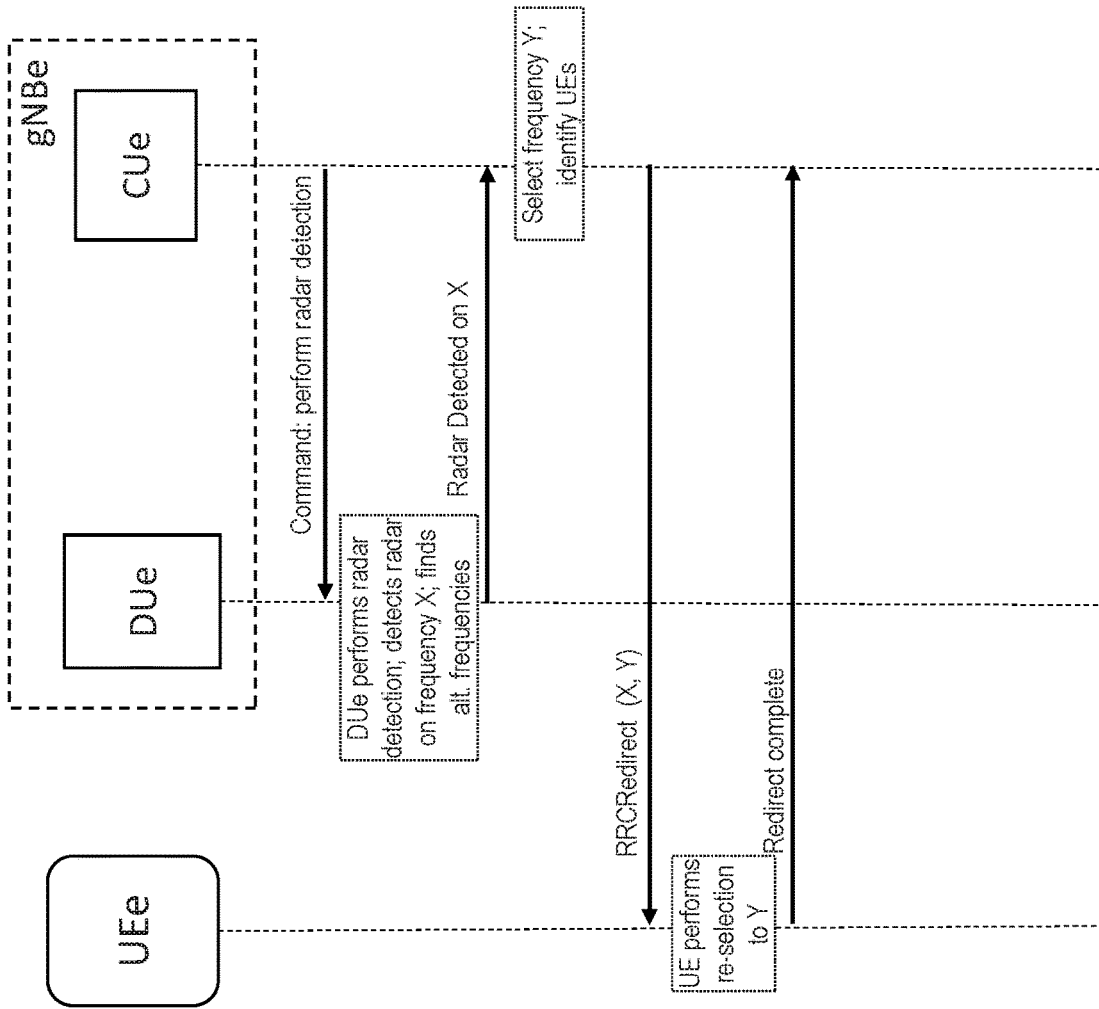 gNBe
UEe
DUe
CUe
Command: perform radar detection
DUe performs radar
detection; detects radar
on frequency X; finds
alt. frequencies
Radar Detected on X
Select frequency Y;
identify UEs
RRCRedirect (X, Y)
UE performs
re-selection
to Y
Redirect complete